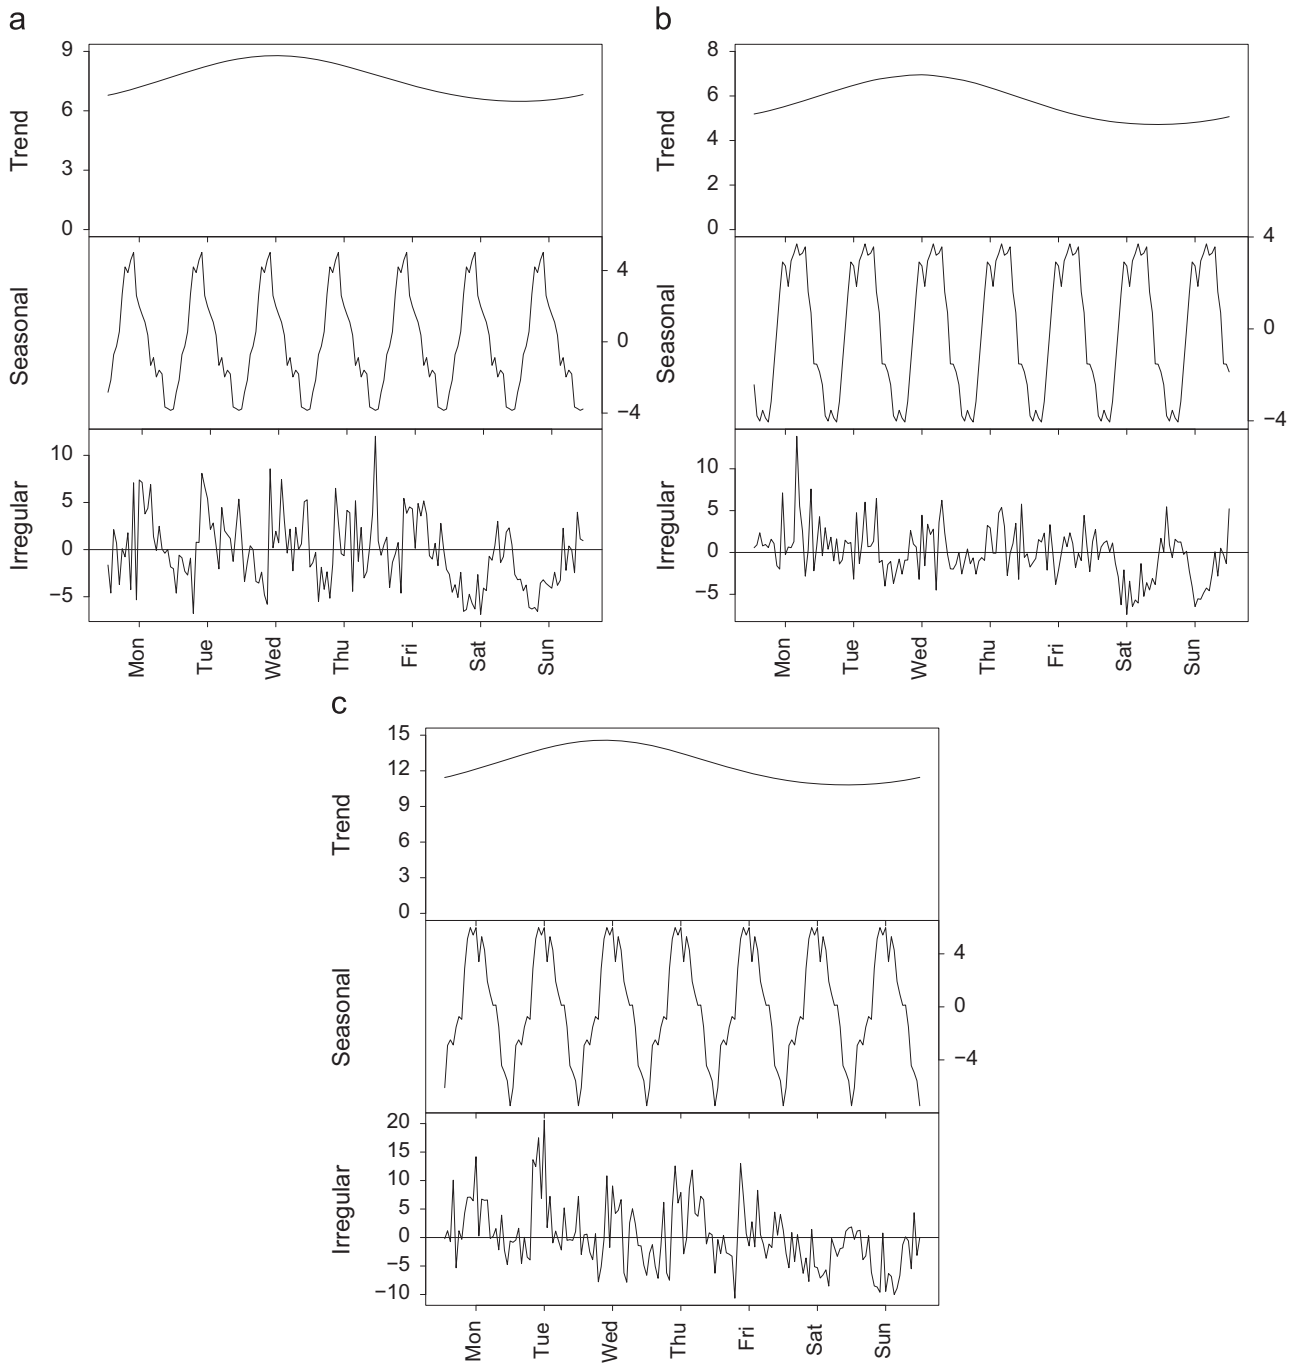 a
Trend
9
6
3
0
Seasonal
4
0
−4
Irregular
10
5
0
−5
Mon
Tue
Wed
Thu
Fri
Sat
Sun
b
Trend
8
6
4
2
0
Seasonal
4
0
−4
Irregular
10
5
0
−5
Mon
Tue
Wed
Thu
Fri
Sat
Sun
c
Trend
15
12
9
6
3
0
Seasonal
4
0
−4
Irregular
20
15
10
5
0
−5
−10
Mon
Tue
Wed
Thu
Fri
Sat
Sun